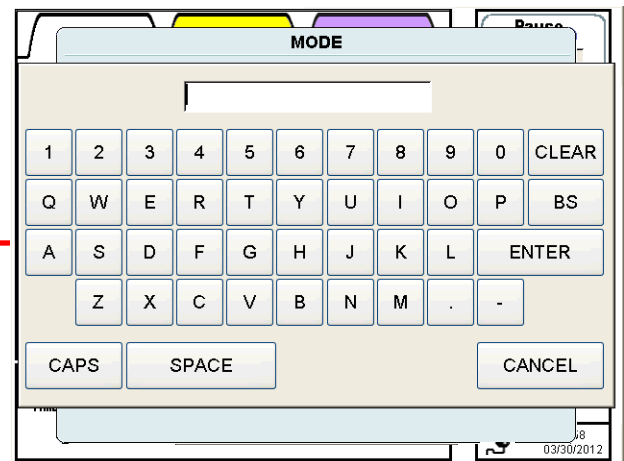 Pause
MODE
1 2 3 4 5 6 7 8 9 0 CLEAR
Q W E R T Y U I O P BS
A S D F G H J K L ENTER
Z X C V B N M . -
CAPS SPACE CANCEL
03/30/2012